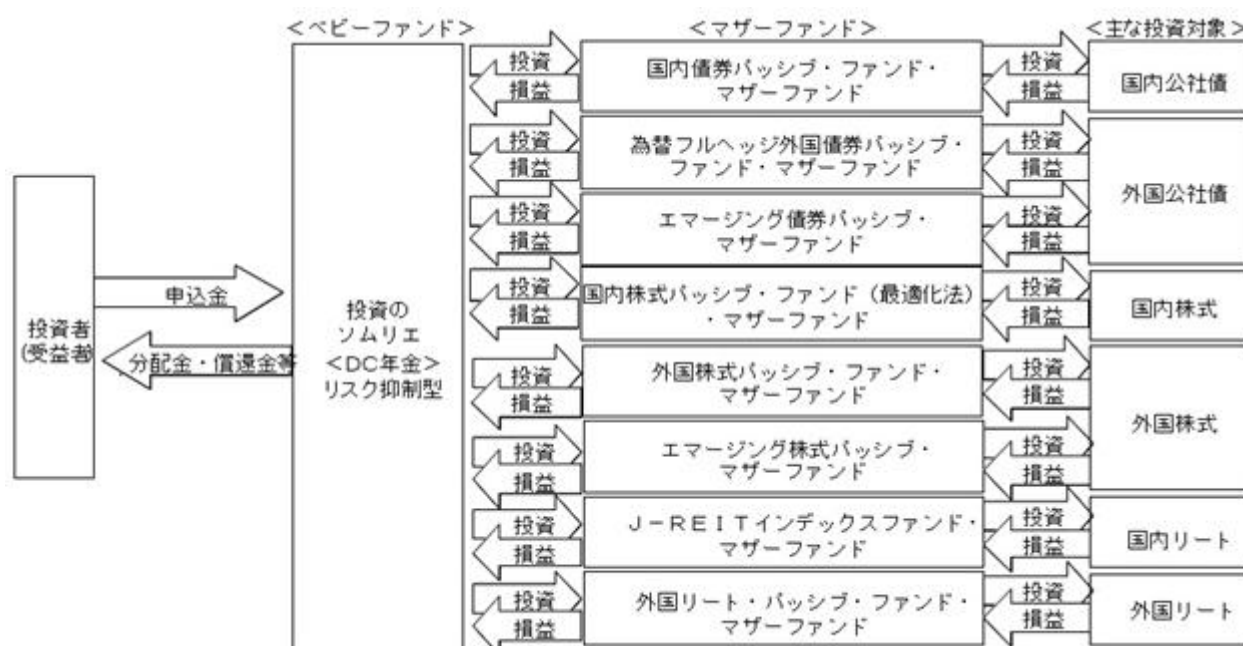 ＜ベビーファンド＞
＜マザーファンド＞
＜主な投資対象＞
投資者
(受益者)
申込金
分配金・償還金等
投資の
ソムリエ
＜DC年金＞
リスク抑制型
投資
損益
国内債券パッシブ・ファンド・
マザーファンド
投資
損益
国内公社債
投資
損益
為替フルヘッジ外国債券パッシブ・
ファンド・マザーファンド
投資
損益
外国公社債
投資
損益
エマージング債券パッシブ・
マザーファンド
投資
損益
投資
損益
国内株式パッシブ・ファンド（最適化法）
・マザーファンド
投資
損益
国内株式
投資
損益
外国株式パッシブ・ファンド・
マザーファンド
投資
損益
外国株式
投資
損益
エマージング株式パッシブ・
マザーファンド
投資
損益
投資
損益
Ｊ－ＲＥＩＴインデックスファンド・
マザーファンド
投資
損益
国内リート
投資
損益
外国リート・パッシブ・ファンド・
マザーファンド
投資
損益
外国リート